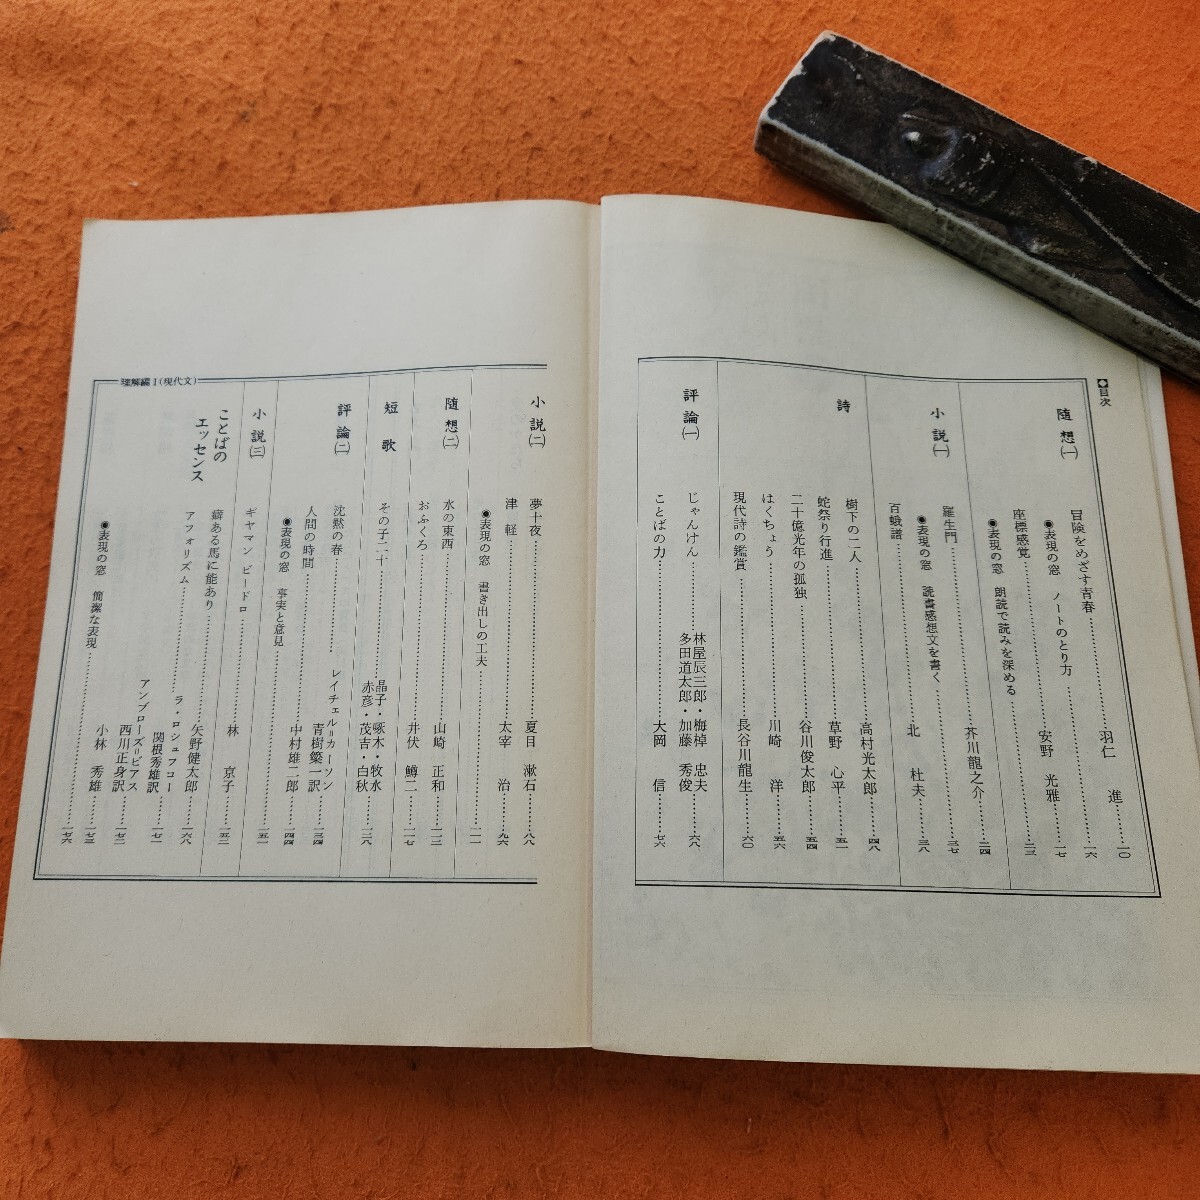 目次
随想㈠
冒険をめざす青春 羽仁 進 一〇
●表現の窓 ノートのとり方 一六
座標感覚 安野 光雅 一七
●表現の窓 朗読で読みを深める 二三
小説㈠
羅生門 芥川龍之介 二四
●表現の窓 読書感想文を書く 三七
百蛾譜 北 杜夫 三八
詩
樹下の二人 高村光太郎 四八
蛇祭り行進 草野 心平 五一
二十億光年の孤独 谷川俊太郎 五四
はくちょう 川崎 洋 五六
現代詩の鑑賞 長谷川龍生 六〇
評論㈠
じゃんけん 林屋辰三郎・梅棹 忠夫
多田道太郎・加藤 秀俊 六八
ことばの力 大岡 信 七六
小説㈡
夢十夜 夏目 漱石 八八
津軽 太宰 治 九六
●表現の窓 書き出しの工夫 一一一
随想㈡
水の東西 山崎 正和 一一三
おふくろ 井伏 鱒二 一一七
短歌
その子二十 晶子・啄木・牧水
赤彦・茂吉・白秋 一二八
評論㈡
沈黙の春 レイチェル=カーソン
青樹簗一訳 一三四
人間の時間 中村雄二郎 一四四
●表現の窓 事実と意見 一五一
小説㈢
ギヤマン ビードロ 林 京子 一五二
ことばのエッセンス
癖ある馬に能あり 矢野健太郎 一六八
アフォリズム ラ・ロシュフコー
関根秀雄訳 一七一
アンブローズ=ビアス
西川正身訳 一七二
小林 秀雄 一七三
●表現の窓 簡潔な表現 一七六
理解編Ⅰ(現代文)